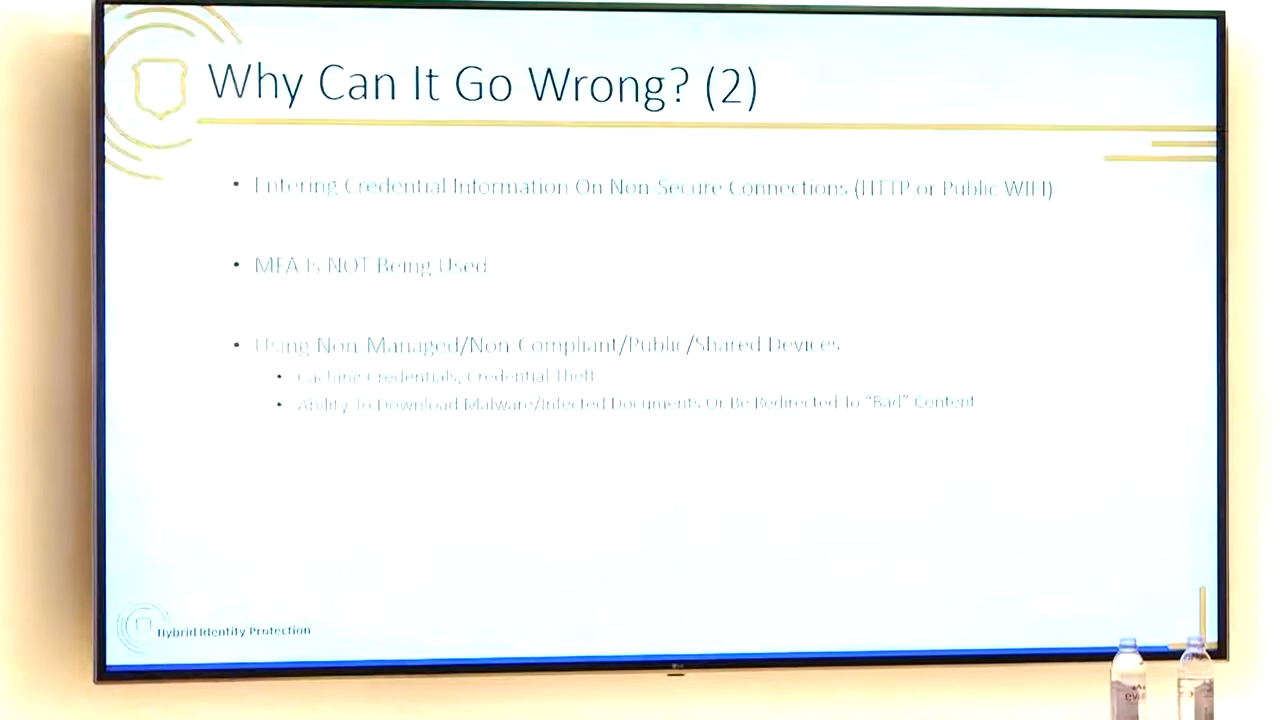 Why Can It Go Wrong? (2)
• Entering Credential Information On Non-Secure Connections (HTTP or Public WIFI)
• MFA Is NOT Being Used
• Using Non-Managed/Non-Compliant/Public/Shared Devices
• Caching Credentials, Credential Theft
• Ability To Download Malware/Infected Documents Or Be Redirected To "Bad" Content
Hybrid Identity Protection
LG